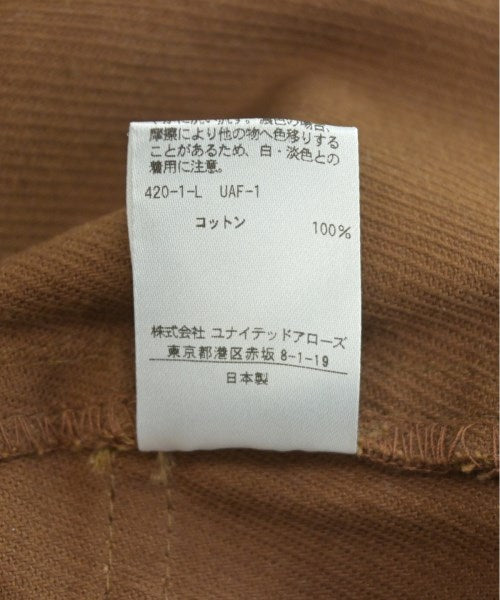 摩擦により他の物へ色移りする
ことがあるため、白・淡色との
着用に注意。
420-1-L UAF-1
コットン 100%
株式会社 ユナイテッドアローズ
東京都港区赤坂 8-1-19
日本製